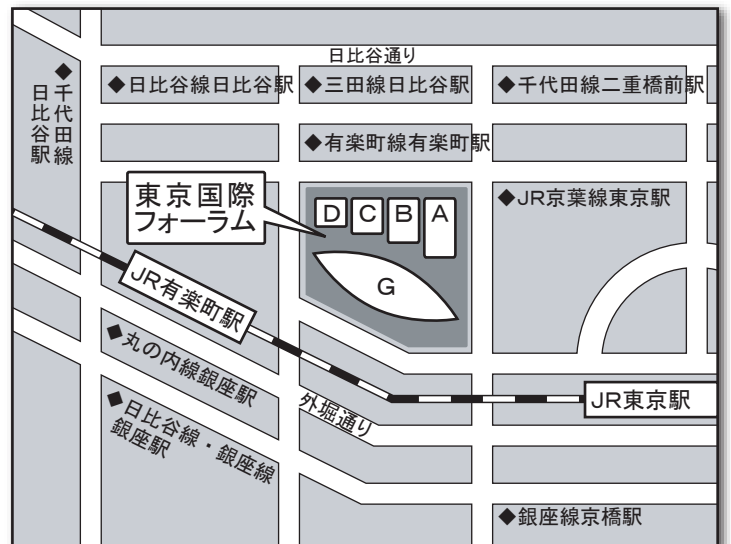 日比谷通り
◆千代田線
日比谷駅
◆日比谷線日比谷駅
◆三田線日比谷駅
◆千代田線二重橋前駅
◆有楽町線有楽町駅
東京国際
フォーラム
D
C
B
A
◆JR京葉線東京駅
G
JR有楽町駅
◆丸の内線銀座駅
外堀通り
JR東京駅
◆日比谷線・銀座線
銀座駅
◆銀座線京橋駅